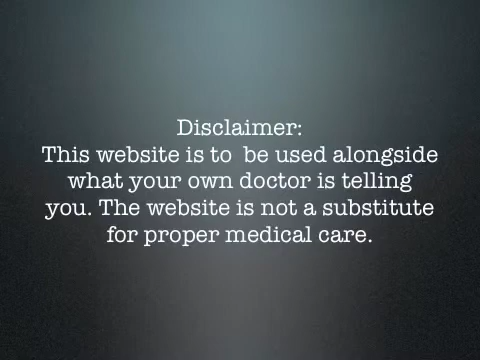 Disclaimer:
This website is to  be used alongside
what your own doctor is telling
you. The website is not a substitute
for proper medical care.